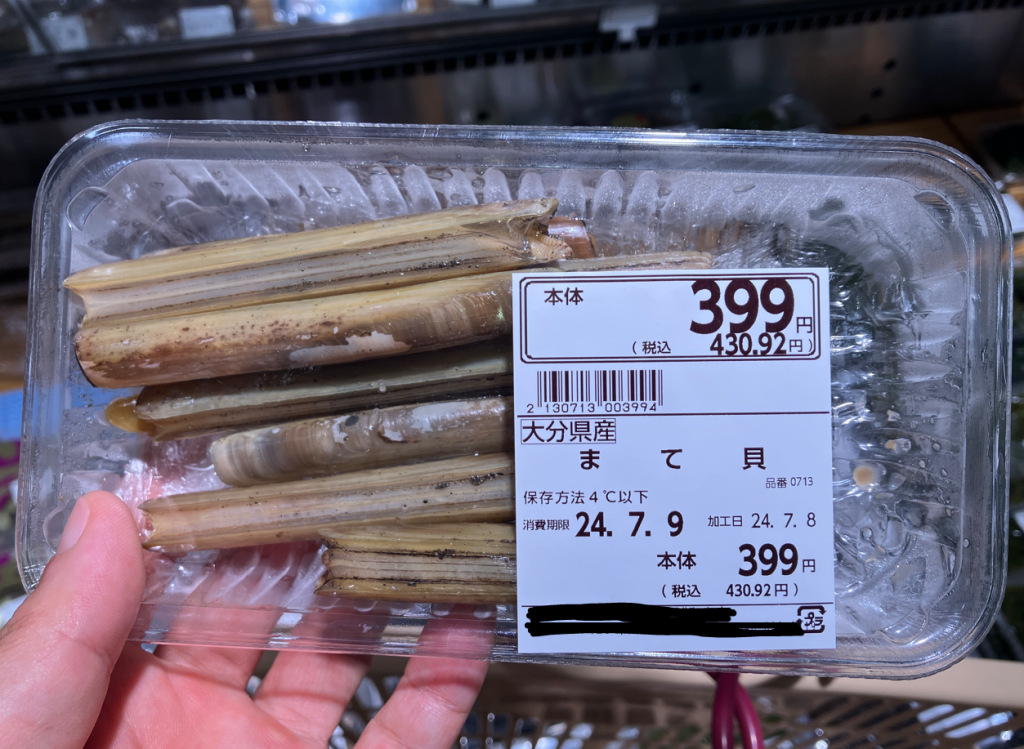 本体 399円
(税込 430.92円)
2 130713 003994
大分県産
まて貝
品番 0713
保存方法4℃以下
消費期限 24. 7. 9 加工日 24. 7. 8
本体 399円
(税込 430.92円)
プラ